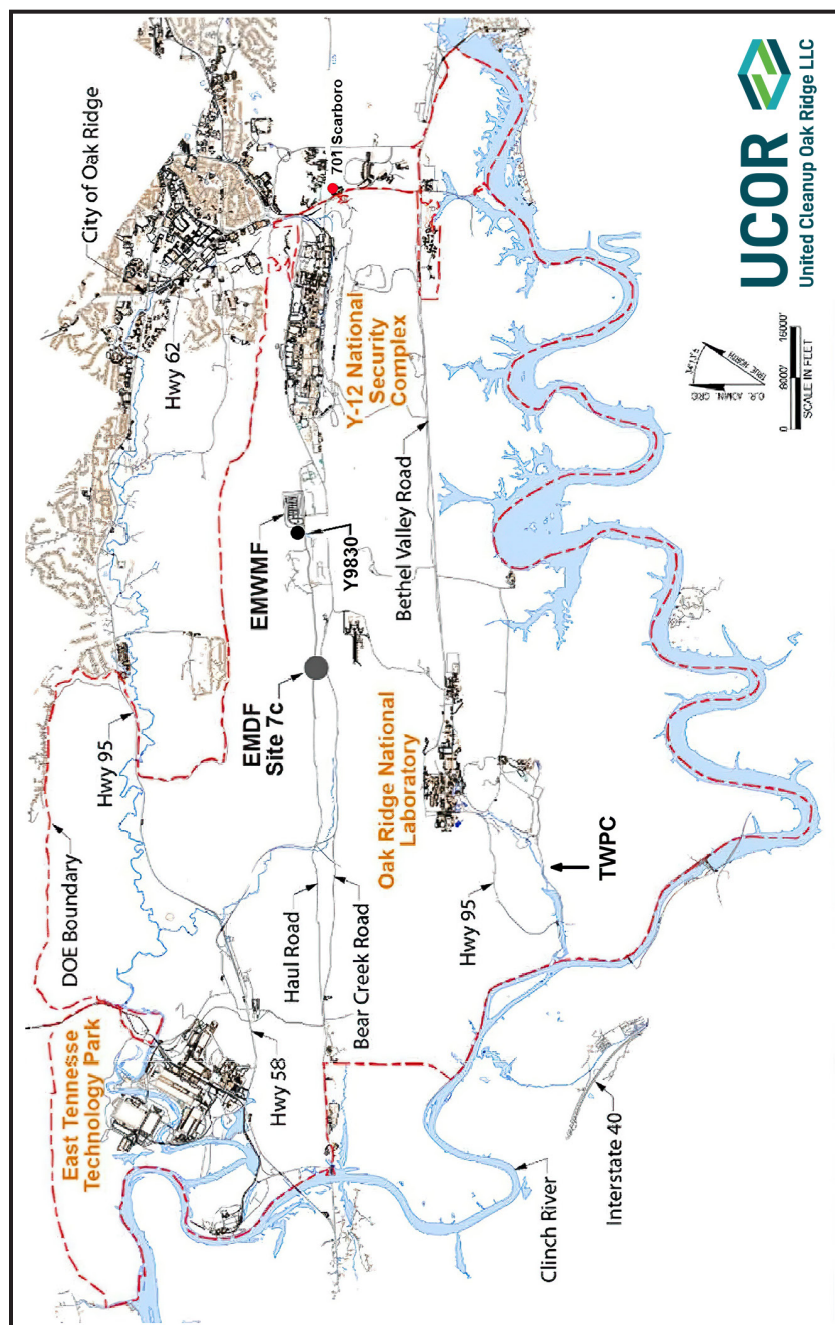 East Tennesse
Technology Park
DOE Boundary
Hwy 95
Hwy 62
City of Oak Ridge
701 Scarboro
Hwy 58
Haul Road
Bear Creek Road
EMDF
Site 7c
EMWMF
Y9830
Y-12 National
Security
Complex
Oak Ridge National
Laboratory
Bethel Valley Road
Hwy 95
TWPC
Clinch River
Interstate 40
O.R. ADMIN. GRID
TRUE NORTH
0 8000' 16000'
SCALE IN FEET
UCOR
United Cleanup Oak Ridge LLC